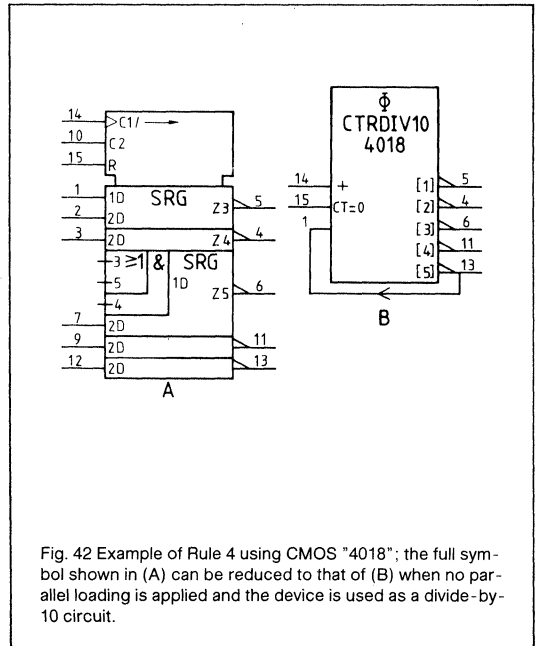 14 C1/
10 C2
15 R
SRG
1 1D Z3 5
2 2D
3 2D Z4 4
3 ≥1 & SRG
5 1D Z5 6
4
7 2D
9 2D 11
12 2D 13
A
Φ
CTRDIV10
4018
14 + [1] 5
15 CT=0 [2] 4
1 [3] 6
[4] 11
[5] 13
B
Fig. 42 Example of Rule 4 using CMOS "4018"; the full sym-
bol shown in (A) can be reduced to that of (B) when no par-
allel loading is applied and the device is used as a divide-by-
10 circuit.